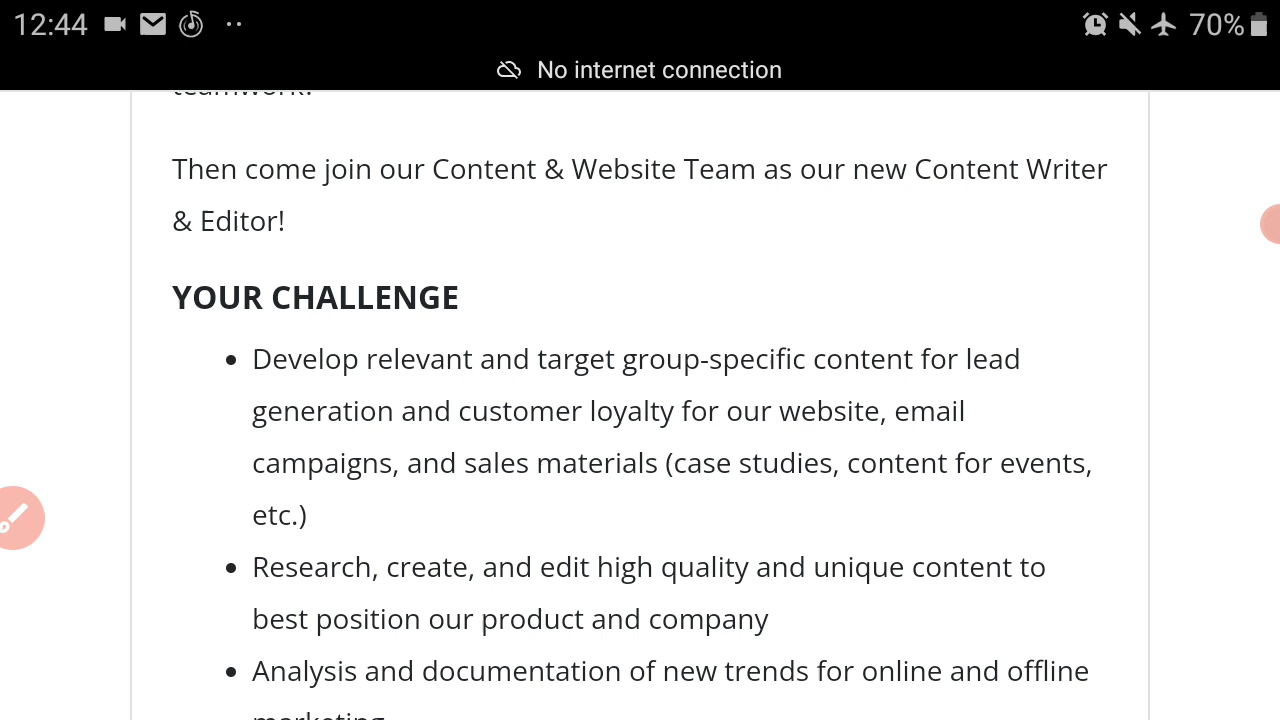 12:44
70%
No internet connection
teamwork.
Then come join our Content & Website Team as our new Content Writer
& Editor!
YOUR CHALLENGE
Develop relevant and target group-specific content for lead
generation and customer loyalty for our website, email
campaigns, and sales materials (case studies, content for events,
etc.)
Research, create, and edit high quality and unique content to
best position our product and company
Analysis and documentation of new trends for online and offline
marketing